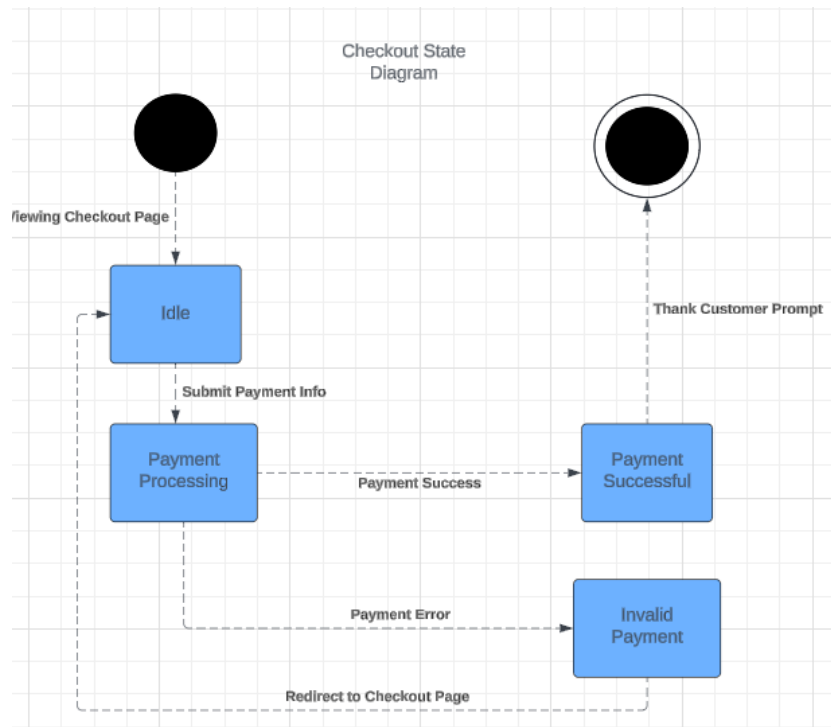 Checkout State
Diagram
Viewing Checkout Page
Idle
Thank Customer Prompt
Submit Payment Info
Payment
Processing
Payment Success
Payment
Successful
Payment Error
Invalid
Payment
Redirect to Checkout Page